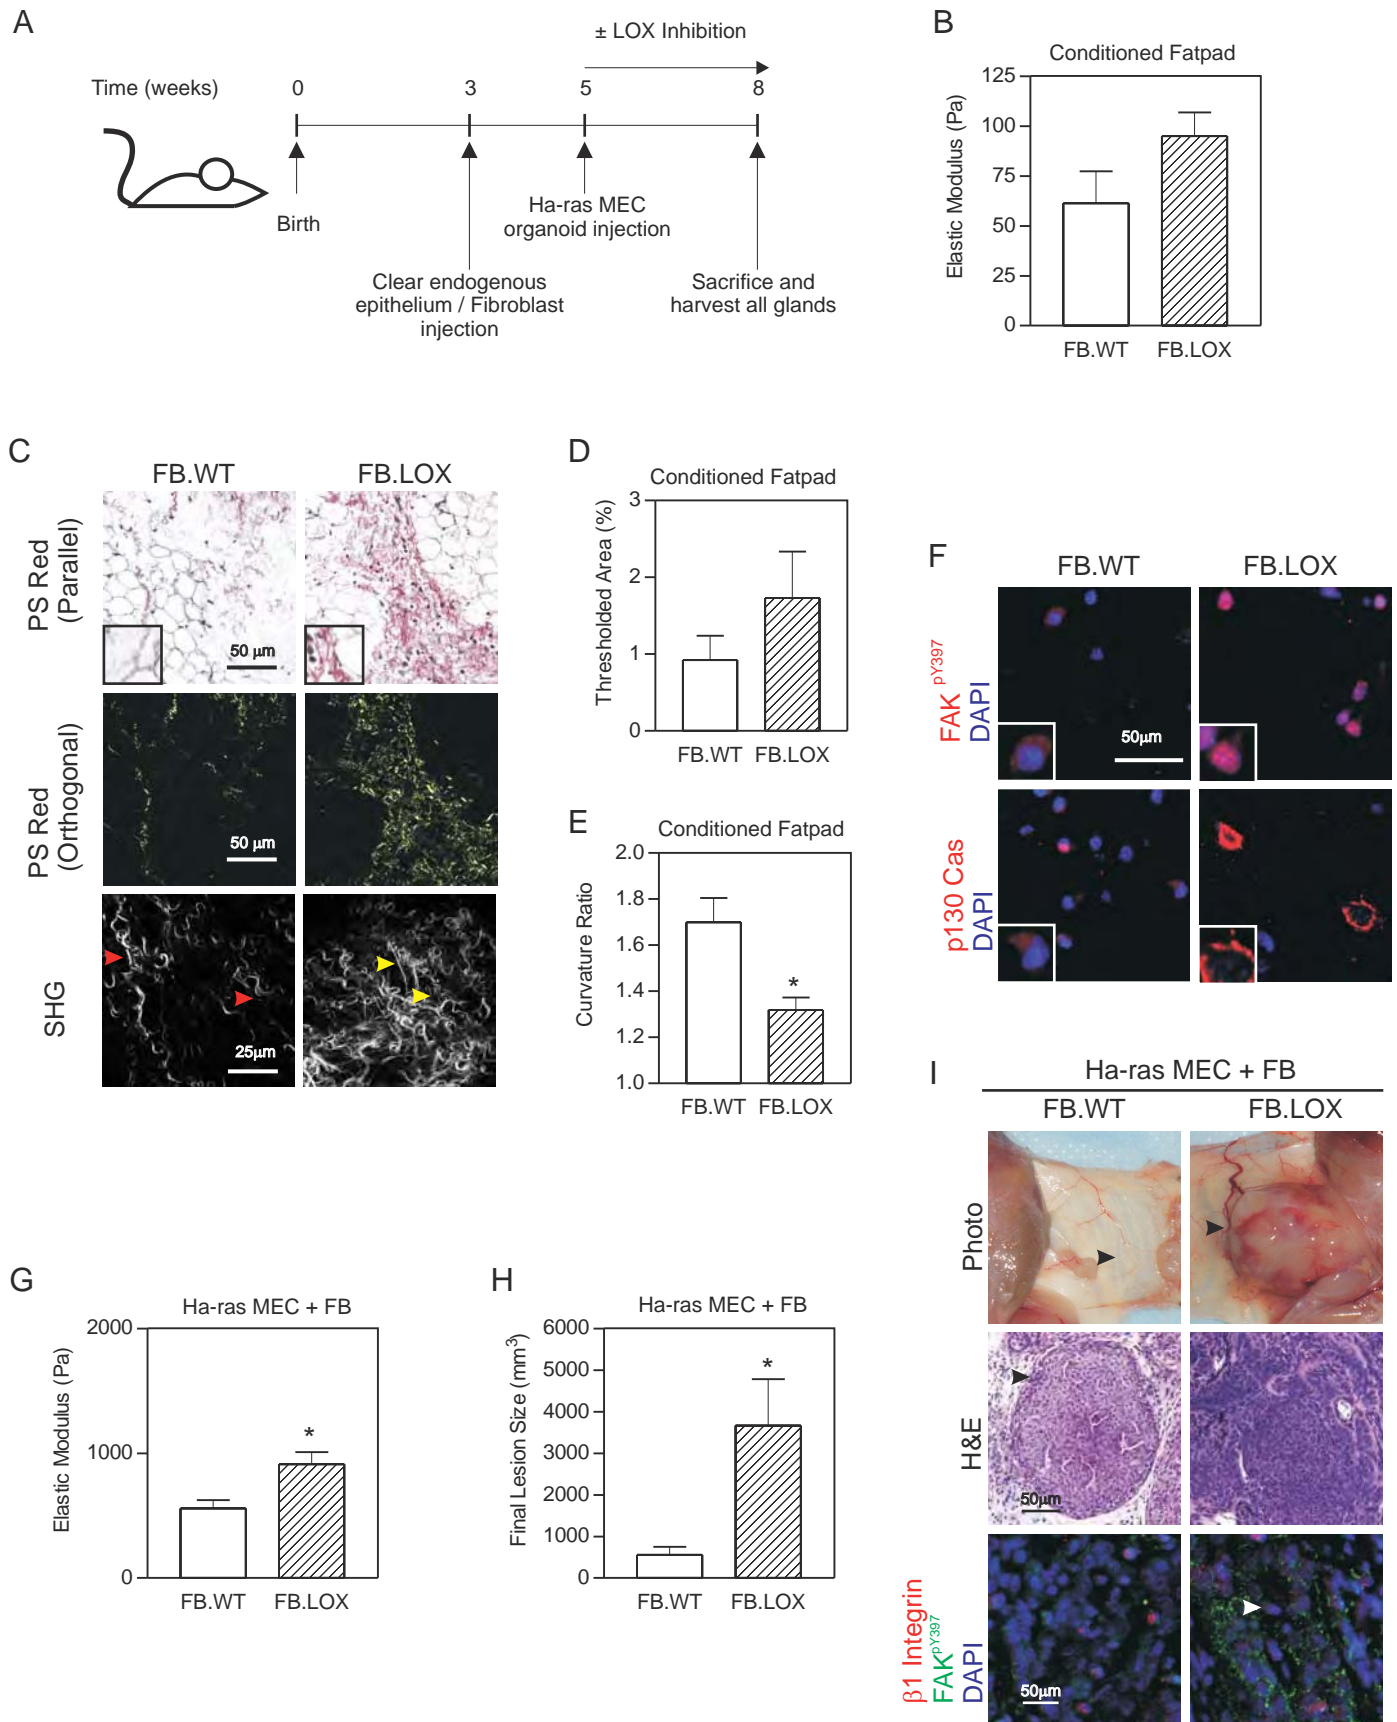 A
± LOX Inhibition
Time (weeks)
0
3
5
8
Birth
Ha-ras MEC
organoid injection
Clear endogenous
epithelium / Fibroblast
injection
Sacrifice and
harvest all glands
B
Conditioned Fatpad
Elastic Modulus (Pa)
125
100
75
50
25
0
FB.WT
FB.LOX
C
FB.WT
FB.LOX
PS Red
(Parallel)
50 μm
PS Red
(Orthogonal)
50 μm
SHG
25μm
D
Conditioned Fatpad
Thresholded Area (%)
3
2
1
0
FB.WT
FB.LOX
E
Conditioned Fatpad
Curvature Ratio
2.0
1.8
1.6
1.4
1.2
1.0
*
FB.WT
FB.LOX
F
FB.WT
FB.LOX
FAK pY397
DAPI
50μm
p130 Cas
DAPI
G
Ha-ras MEC + FB
Elastic Modulus (Pa)
2000
1000
0
*
FB.WT
FB.LOX
H
Ha-ras MEC + FB
Final Lesion Size (mm³)
6000
5000
4000
3000
2000
1000
0
*
FB.WT
FB.LOX
I
Ha-ras MEC + FB
FB.WT
FB.LOX
Photo
H&E
50μm
β1 Integrin
FAKpY397
DAPI
50μm